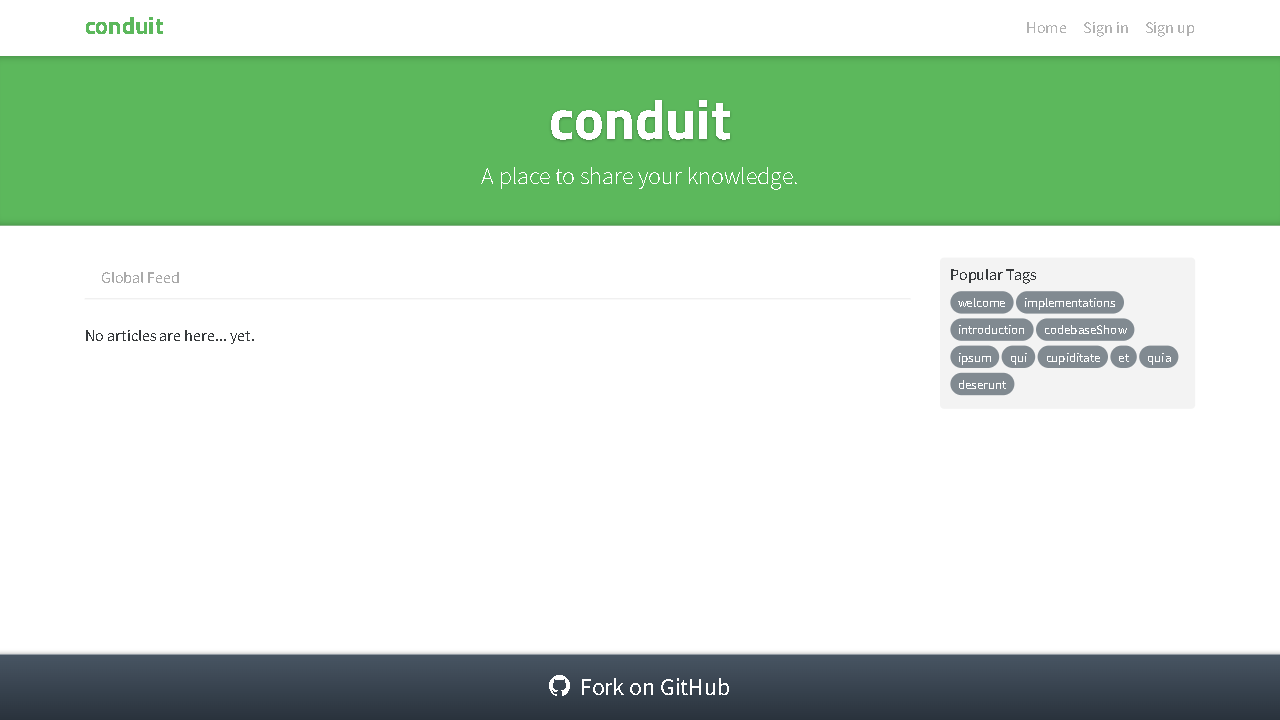 conduit
Home Sign in Sign up
conduit
A place to share your knowledge.
Global Feed
No articles are here... yet.
Popular Tags
welcome implementations
introduction codebaseShow
ipsum qui cupiditate et quia
deserunt
Fork on GitHub